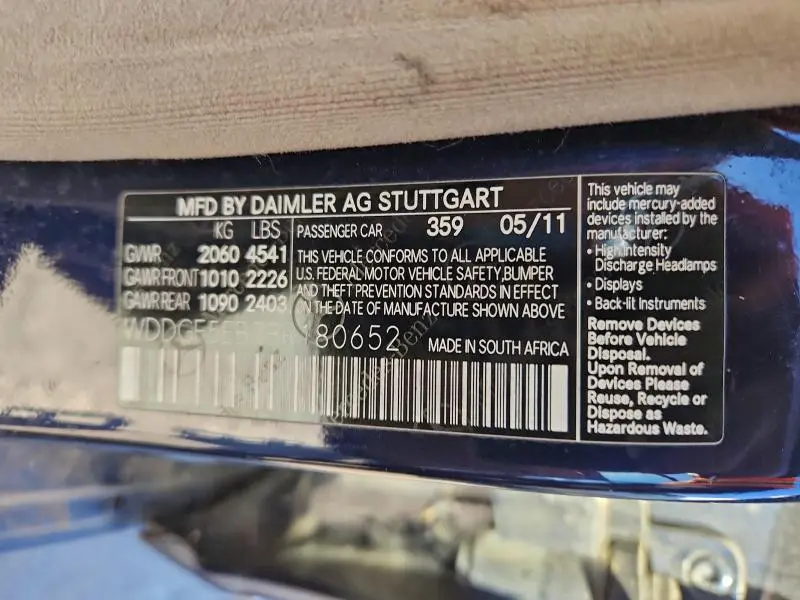 MFD BY DAIMLER AG STUTTGART
KG LBS
GVWR 2060 4541
GAWR FRONT 1010 2226
GAWR REAR 1090 2403
PASSENGER CAR 359 05/11
THIS VEHICLE CONFORMS TO ALL APPLICABLE
U.S. FEDERAL MOTOR VEHICLE SAFETY, BUMPER
AND THEFT PREVENTION STANDARDS IN EFFECT
ON THE DATE OF MANUFACTURE SHOWN ABOVE
80652
MADE IN SOUTH AFRICA
This vehicle may
include mercury-added
devices installed by the
manufacturer:
• High Intensity
Discharge Headlamps
• Displays
• Back-lit Instruments
Remove Devices
Before Vehicle
Disposal.
Upon Removal of
Devices Please
Reuse, Recycle or
Dispose as
Hazardous Waste.